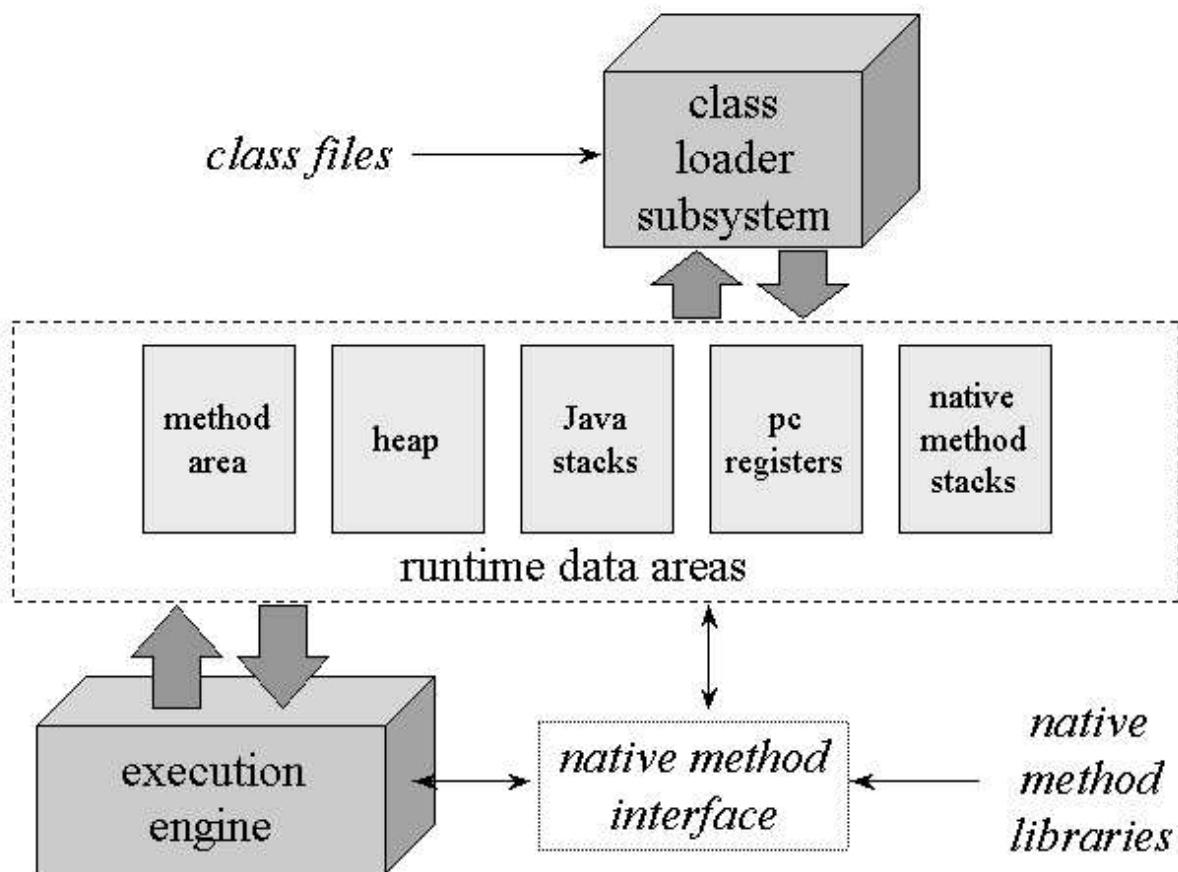 class
loader
subsystem
class files
method
area
heap
Java
stacks
pc
registers
native
method
stacks
runtime data areas
execution
engine
native method
interface
native
method
libraries